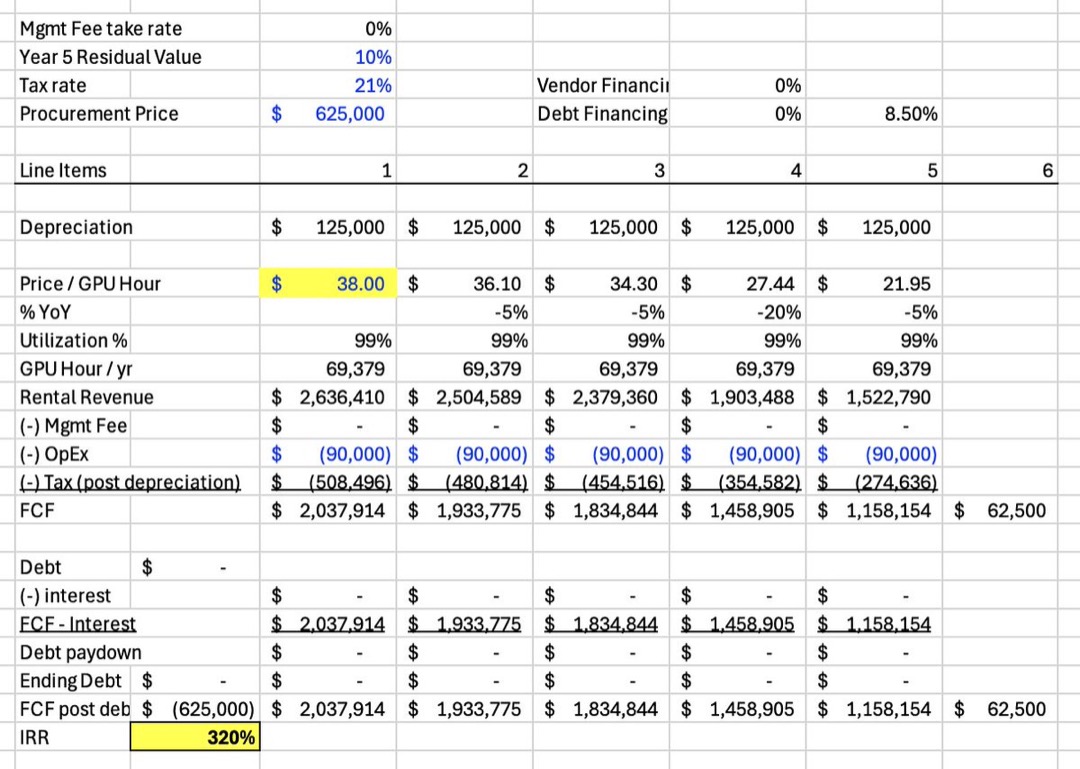 Mgmt Fee take rate 0%
Year 5 Residual Value 10%
Tax rate 21% Vendor Financi 0%
Procurement Price $ 625,000 Debt Financing 0% 8.50%
Line Items 1 2 3 4 5 6
Depreciation $ 125,000 $ 125,000 $ 125,000 $ 125,000 $ 125,000
Price / GPU Hour $ 38.00 $ 36.10 $ 34.30 $ 27.44 $ 21.95
% YoY -5% -5% -20% -5%
Utilization % 99% 99% 99% 99% 99%
GPU Hour / yr 69,379 69,379 69,379 69,379 69,379
Rental Revenue $ 2,636,410 $ 2,504,589 $ 2,379,360 $ 1,903,488 $ 1,522,790
(-) Mgmt Fee $ - $ - $ - $ - $ -
(-) OpEx $ (90,000) $ (90,000) $ (90,000) $ (90,000) $ (90,000)
(-) Tax (post depreciation) $ (508,496) $ (480,814) $ (454,516) $ (354,582) $ (274,636)
FCF $ 2,037,914 $ 1,933,775 $ 1,834,844 $ 1,458,905 $ 1,158,154 $ 62,500
Debt $ -
(-) interest $ - $ - $ - $ - $ -
FCF - Interest $ 2,037,914 $ 1,933,775 $ 1,834,844 $ 1,458,905 $ 1,158,154
Debt paydown $ - $ - $ - $ - $ -
Ending Debt $ - $ - $ - $ - $ - $ -
FCF post deb $ (625,000) $ 2,037,914 $ 1,933,775 $ 1,834,844 $ 1,458,905 $ 1,158,154 $ 62,500
IRR 320%